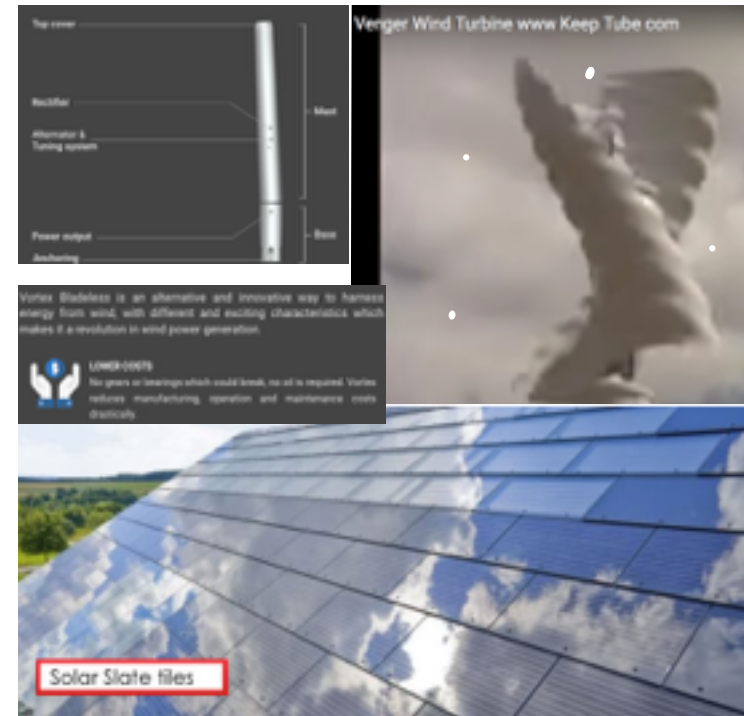 Top cover
Rectifier
Alternator &
Tuning system
Power output
Anchoring
Mast
Base
Venger Wind Turbine www Keep Tube com
Vortex Bladeless is an alternative and innovative way to harness
energy from wind, with different and exciting characteristics which
makes it a revolution in wind power generation.
LOWER COSTS
No gears or bearings which could break, no oil is required. Vortex
reduces manufacturing, operation and maintenance costs
drastically.
Solar Slate tiles